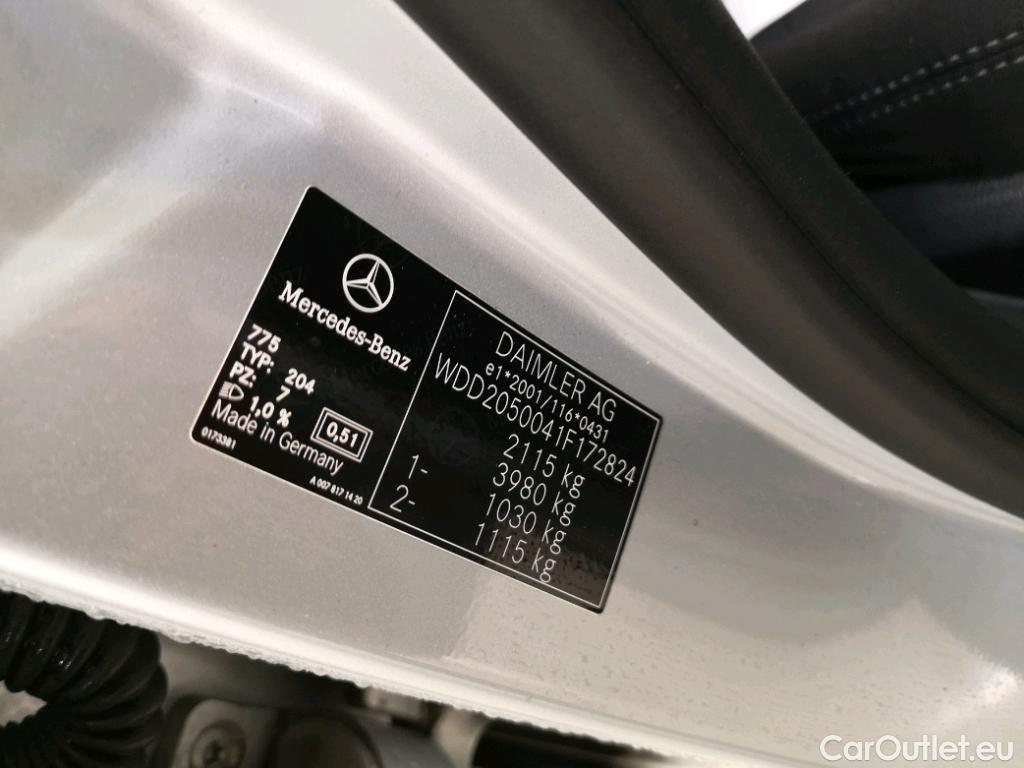 Mercedes-Benz
775
TYP: 204
PZ: 7
1,0 %
0,51
Made in Germany
0173381
A 007 817 14 20
DAIMLER AG
e1*2001/116*0431
WDD2050041F172824
2115 kg
3980 kg
1- 1030 kg
2- 1115 kg
CarOutlet.eu